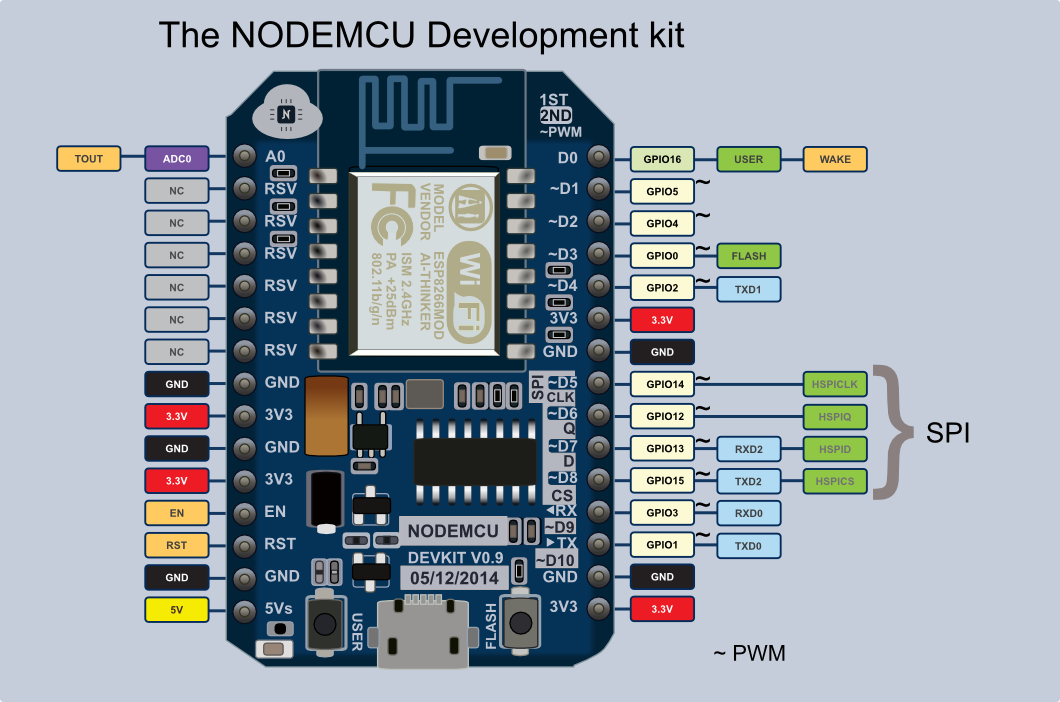 The NODEMCU Development kit
1ST
2ND
~PWM
TOUT ADC0 A0
NC RSV
NC RSV
NC RSV
NC RSV
NC RSV
NC RSV
GND GND
3.3V 3V3
GND GND
3.3V 3V3
EN EN
RST RST
GND GND
5V 5Vs
N
MODEL ESP8266MOD
VENDOR AI-THINKER
ISM 2.4GHz
PA +25dBm
802.11b/g/n
FC
AI
Wi Fi
D0 GPIO16 USER WAKE
~D1 GPIO5 ~
~D2 GPIO4 ~
~D3 GPIO0 ~ FLASH
~D4 GPIO2 ~ TXD1
3V3 3.3V
GND GND
SPI
~D5 GPIO14 ~ HSPICLK
CLK
~D6 GPIO12 ~ HSPIQ
Q
~D7 GPIO13 ~ RXD2 HSPID
D
~D8 GPIO15 ~ TXD2 HSPICS
CS
◄RX GPIO3 ~ RXD0
~D9
►TX GPIO1 ~ TXD0
~D10
GND GND
3V3 3.3V
SPI
NODEMCU
DEVKIT V0.9
05/12/2014
USER
FLASH
~ PWM